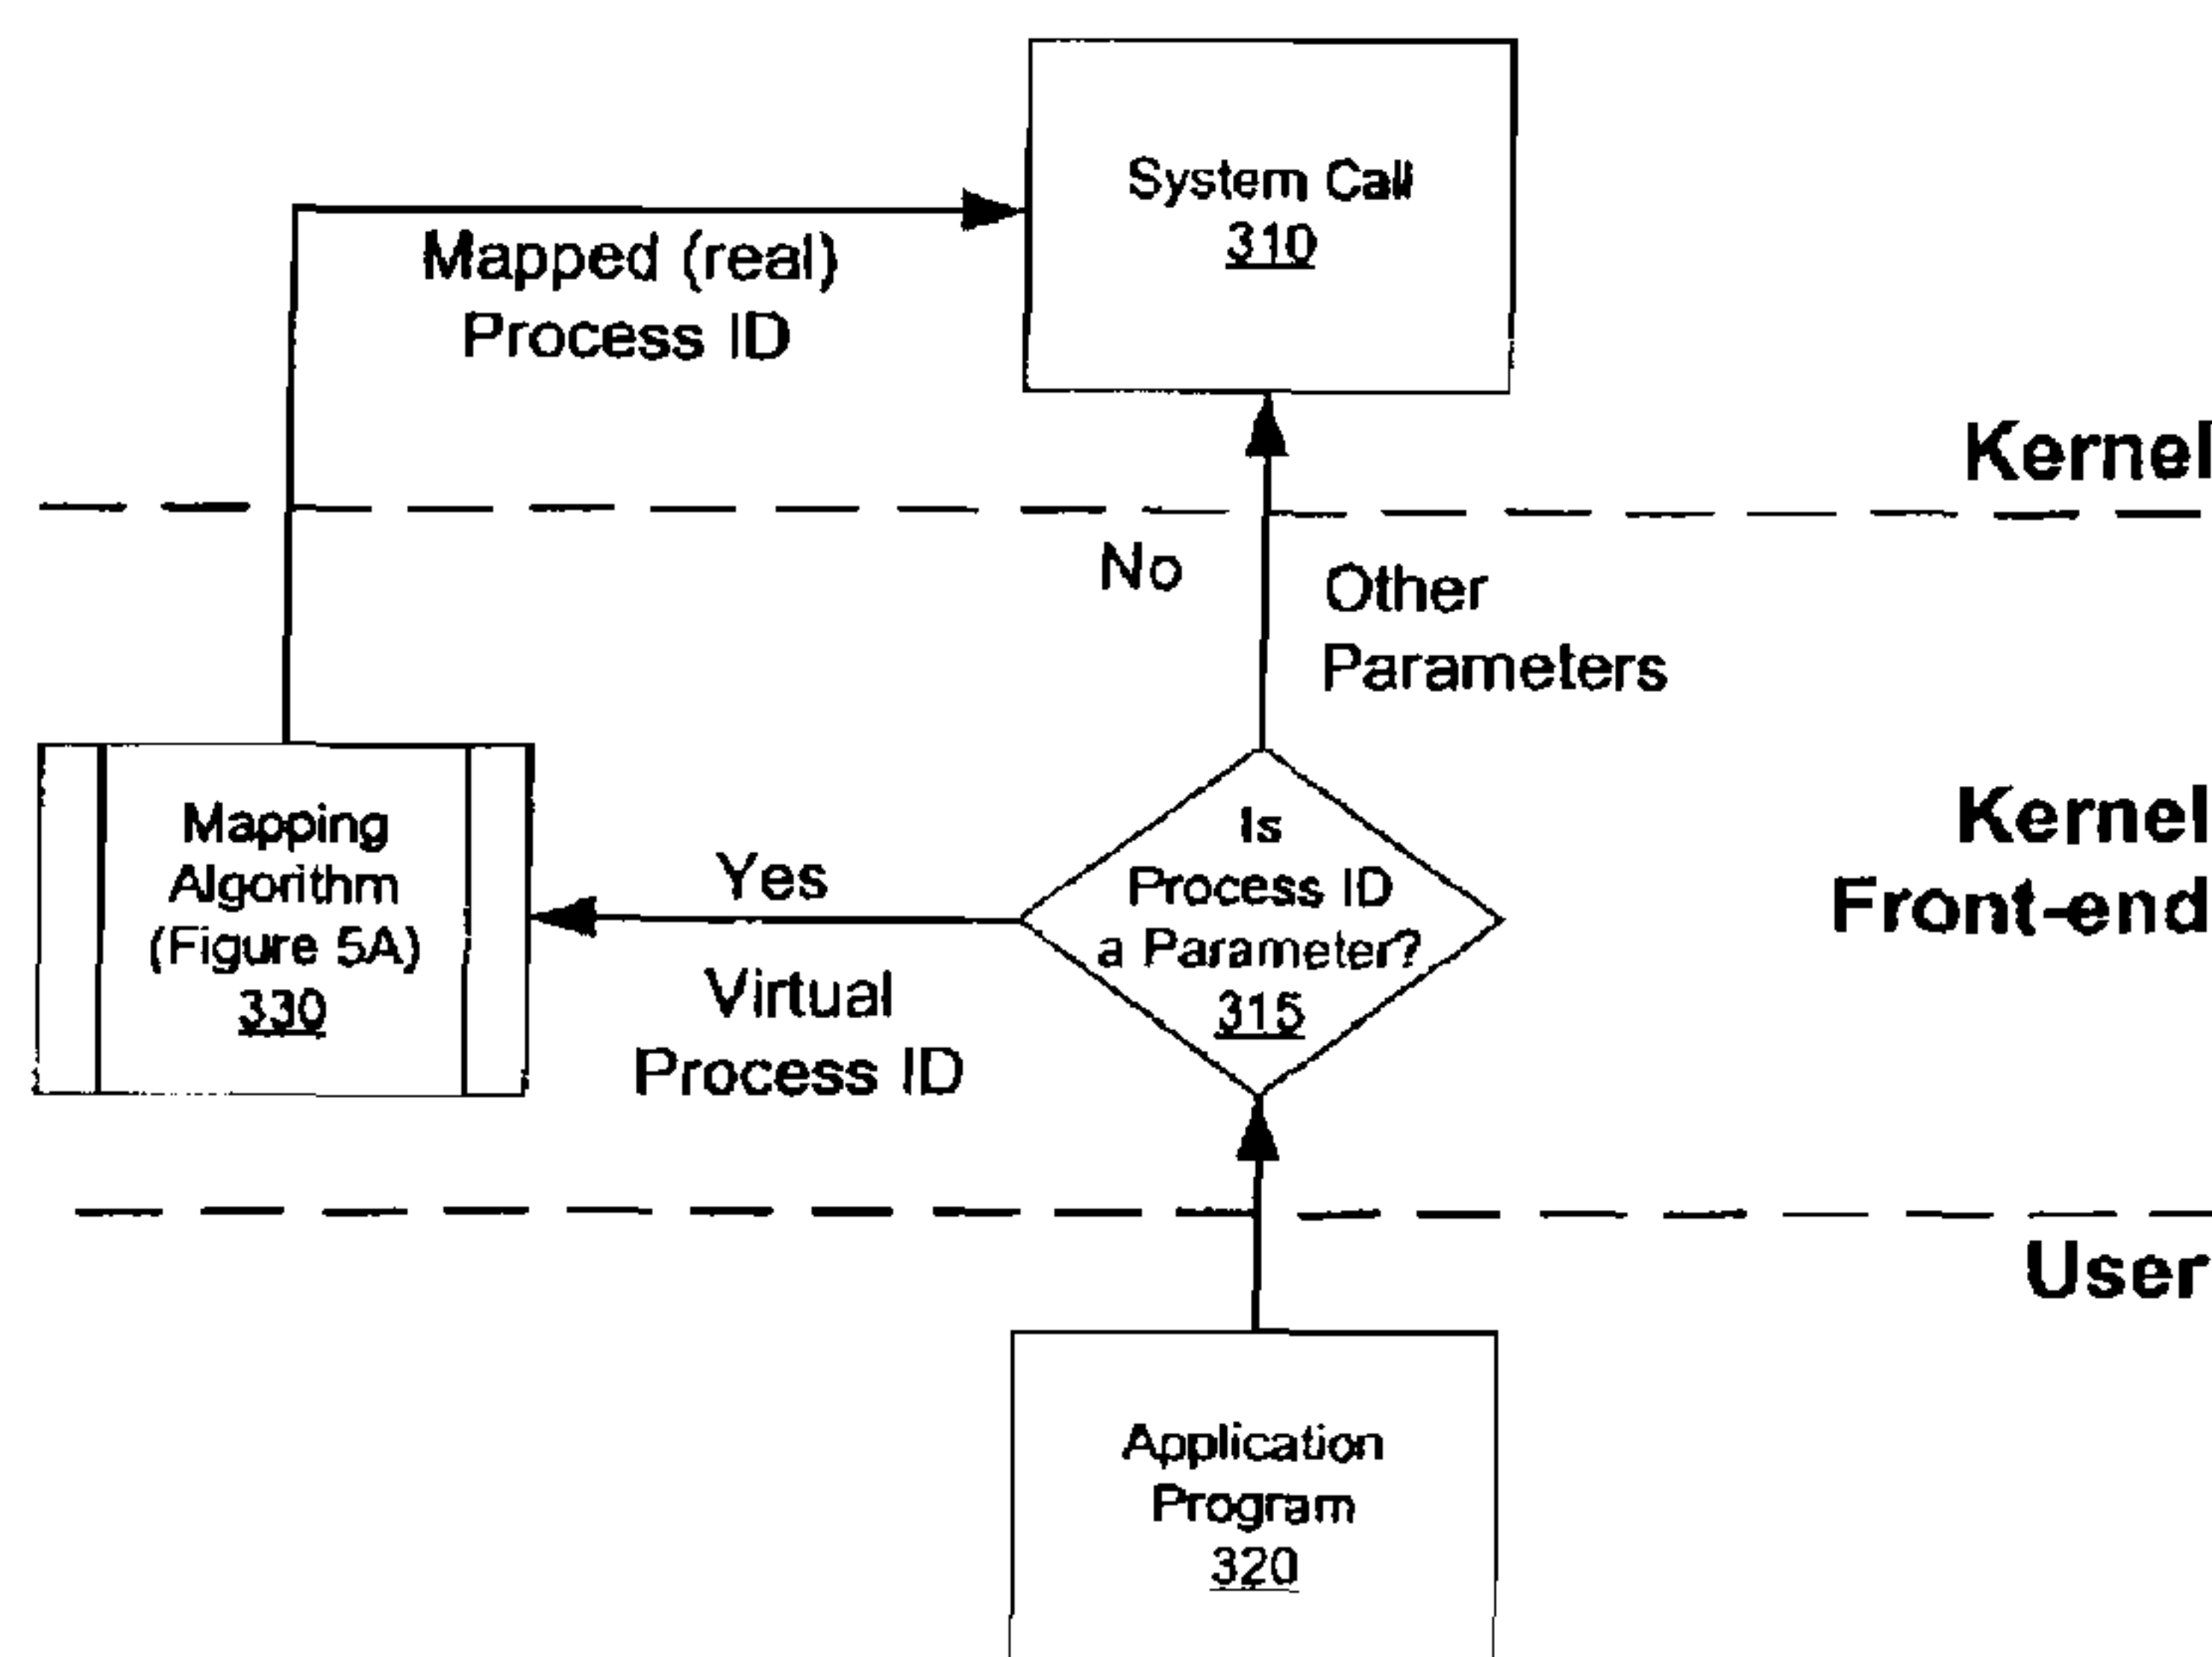 System Call
310
Mapped (real)
Process ID
Kernel
No
Other
Parameters
Mapping
Algorithm
(Figure 5A)
330
Yes
Virtual
Process ID
Is
Process ID
a Parameter?
315
Kernel
Front-end
User
Application
Program
320